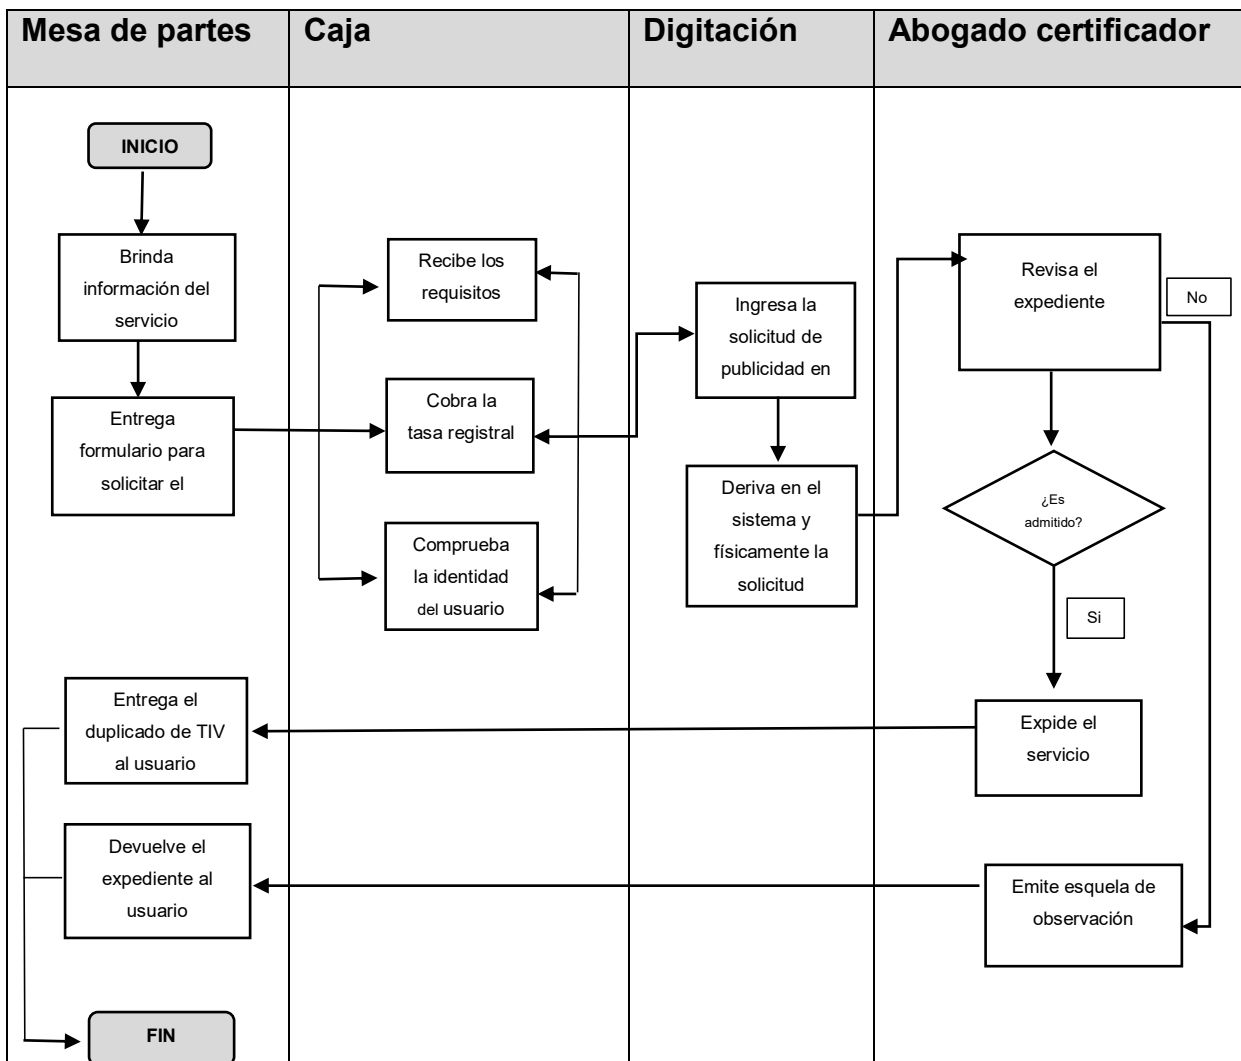 Mesa de partes
Caja
Digitación
Abogado certificador
INICIO
Brinda
información del
servicio
Entrega
formulario para
solicitar el
Recibe los
requisitos
Cobra la
tasa registral
Comprueba
la identidad
del usuario
Ingresa la
solicitud de
publicidad en
Deriva en el
sistema y
físicamente la
solicitud
Revisa el
expediente
No
¿Es
admitido?
Si
Expide el
servicio
Entrega el
duplicado de TIV
al usuario
Emite esquela de
observación
Devuelve el
expediente al
usuario
FIN